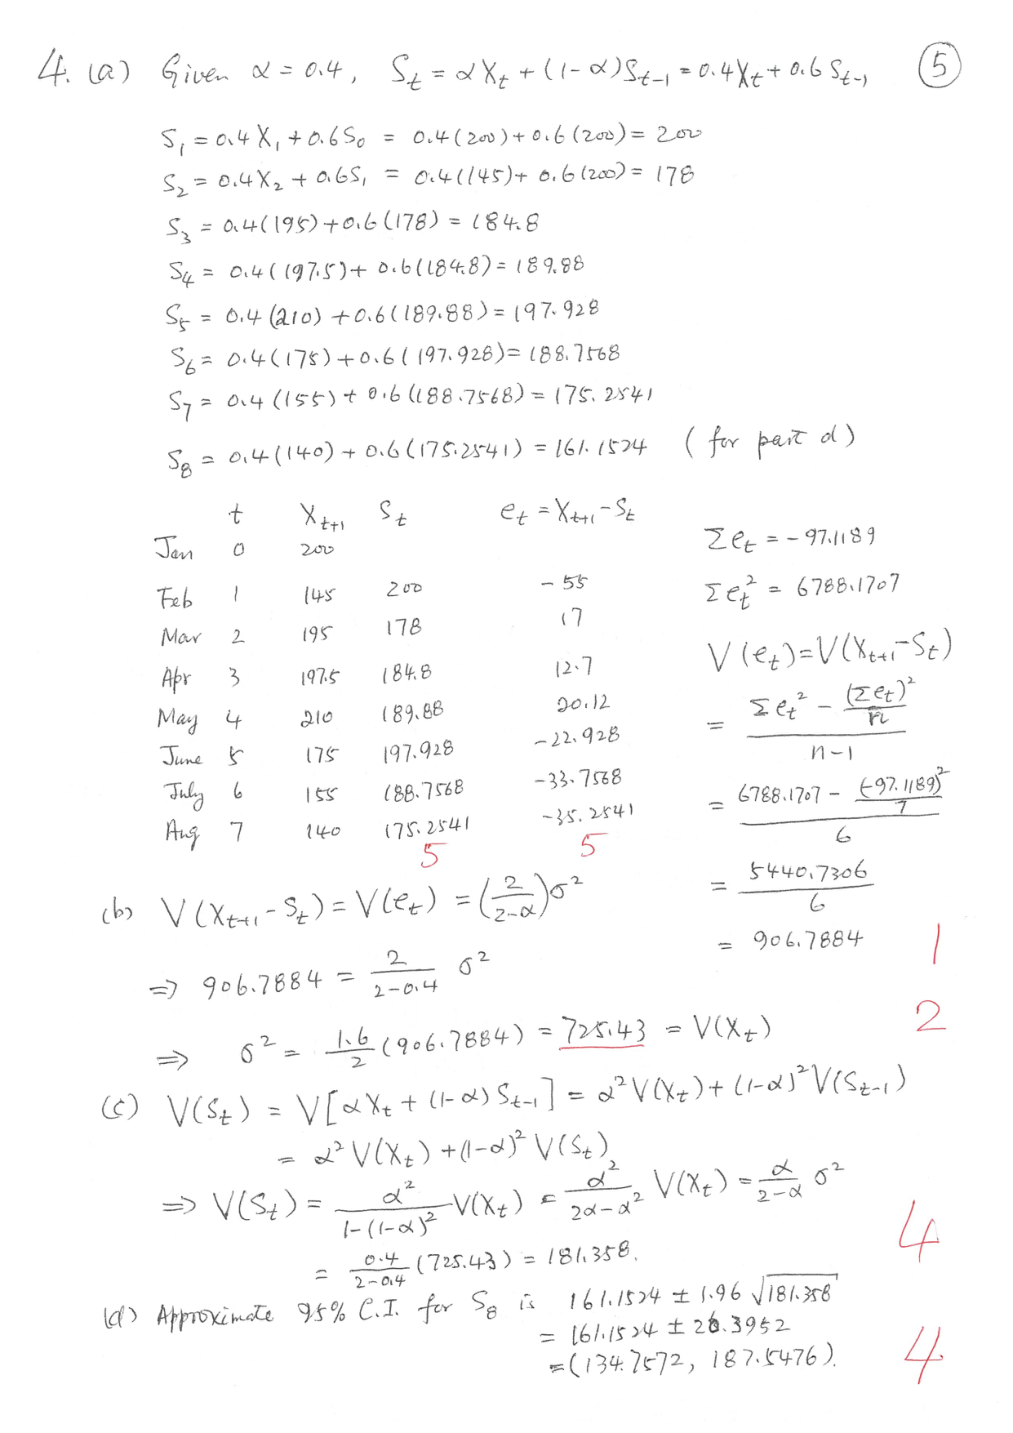 4. (a) Given α = 0.4, S_t = αX_t + (1-α)S_{t-1} = 0.4X_t + 0.6 S_{t-1} ⑤
S_1 = 0.4 X_1 + 0.6 S_0 = 0.4(200) + 0.6(200) = 200
S_2 = 0.4X_2 + 0.6S_1 = 0.4(145) + 0.6(200) = 178
S_3 = 0.4(195) + 0.6(178) = 184.8
S_4 = 0.4(197.5) + 0.6(184.8) = 189.88
S_5 = 0.4(210) + 0.6(189.88) = 197.928
S_6 = 0.4(175) + 0.6(197.928) = 188.7568
S_7 = 0.4(155) + 0.6(188.7568) = 175.2541
S_8 = 0.4(140) + 0.6(175.2541) = 161.1524 (for part d)
t X_{t+1} S_t e_t = X_{t+1} - S_t
Jan 0 200
Feb 1 145 200 -55
Mar 2 195 178 17
Apr 3 197.5 184.8 12.7
May 4 210 189.88 20.12
June 5 175 197.928 -22.928
July 6 155 188.7568 -33.7568
Aug 7 140 175.2541 -35.2541
5 5
Σe_t = -97.1189
Σe_t² = 6788.1707
V(e_t) = V(X_{t+1} - S_t)
= (Σe_t² - (Σe_t)²/n) / (n-1)
= (6788.1707 - (-97.1189)²/7) / 6
= 5440.7306 / 6
= 906.7884 1
(b) V(X_{t+1} - S_t) = V(e_t) = (2/(2-α))σ²
⇒ 906.7884 = 2/(2-0.4) σ²
⇒ σ² = 1.6/2 (906.7884) = 725.43 = V(X_t) 2
(c) V(S_t) = V[αX_t + (1-α)S_{t-1}] = α²V(X_t) + (1-α)²V(S_{t-1})
= α²V(X_t) + (1-α)² V(S_t)
⇒ V(S_t) = α²/(1-(1-α)²) V(X_t) = α²/(2α-α²) V(X_t) = α/(2-α) σ²
= 0.4/(2-0.4) (725.43) = 181.358. 4
(d) Approximate 95% C.I. for S_8 is 161.1524 ± 1.96 √181.358
= 161.1524 ± 26.3952
= (134.7572, 187.5476). 4